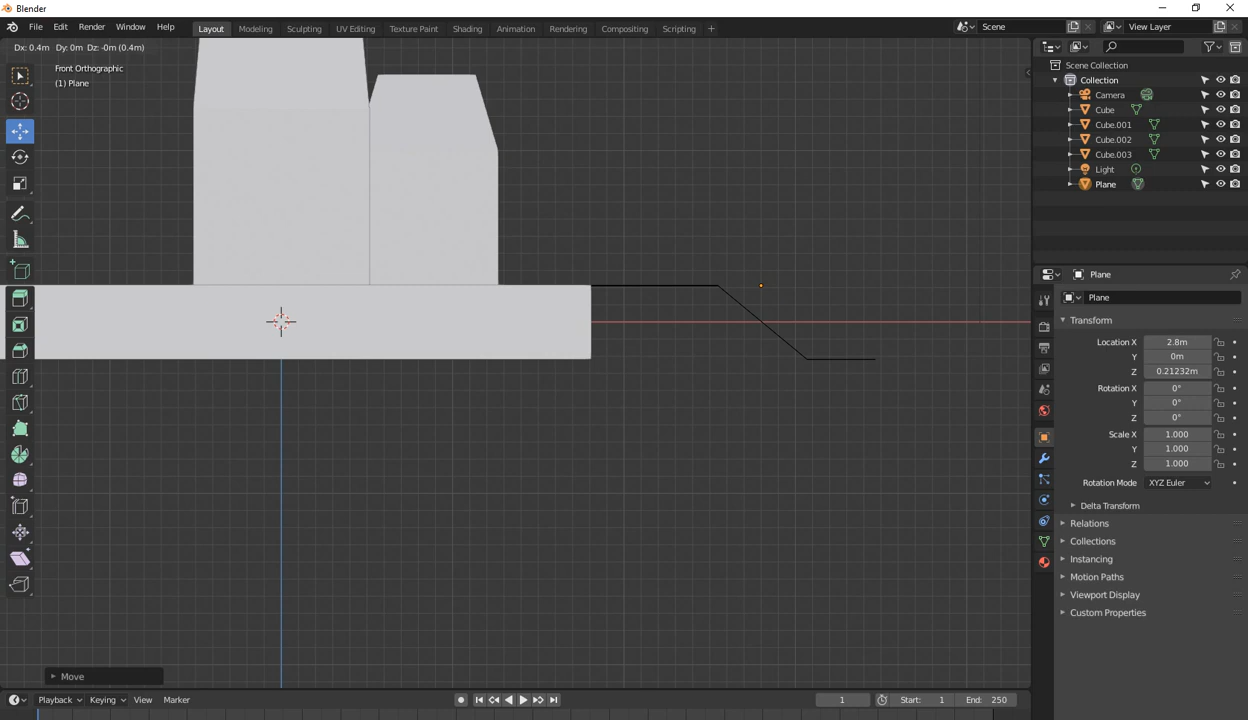 Blender
File Edit Render Window Help
Layout Modeling Sculpting UV Editing Texture Paint Shading Animation Rendering Compositing Scripting +
Scene
View Layer
Dx: 0.4m Dy: 0m Dz: -0m (0.4m)
Front Orthographic
(1) Plane
Scene Collection
Collection
Camera
Cube
Cube.001
Cube.002
Cube.003
Light
Plane
Plane
Plane
Transform
Location X 2.8m
Y 0m
Z 0.21232m
Rotation X 0°
Y 0°
Z 0°
Scale X 1.000
Y 1.000
Z 1.000
Rotation Mode XYZ Euler
Delta Transform
Relations
Collections
Instancing
Motion Paths
Viewport Display
Custom Properties
Move
Playback Keying View Marker
1 Start: 1 End: 250